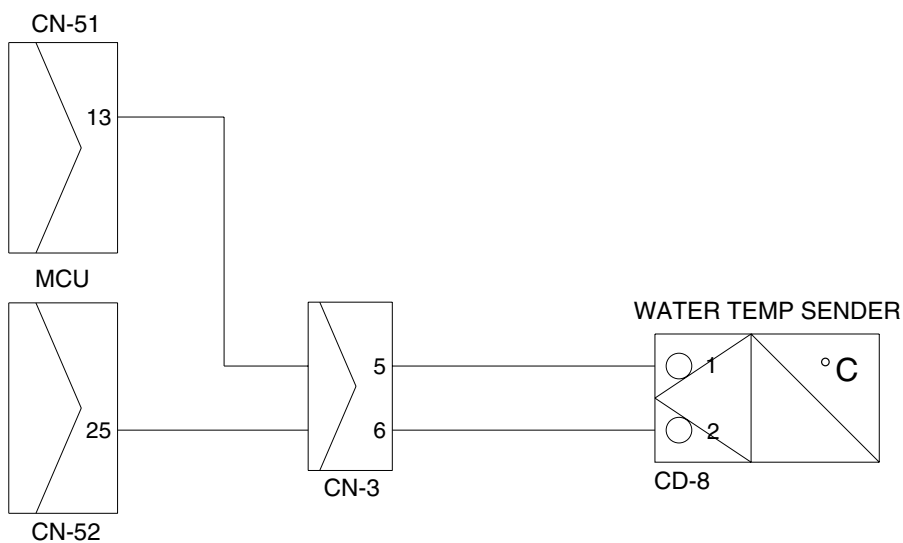 CN-51
13
MCU
25
CN-52
5
6
CN-3
WATER TEMP SENDER
1
2
°C
CD-8